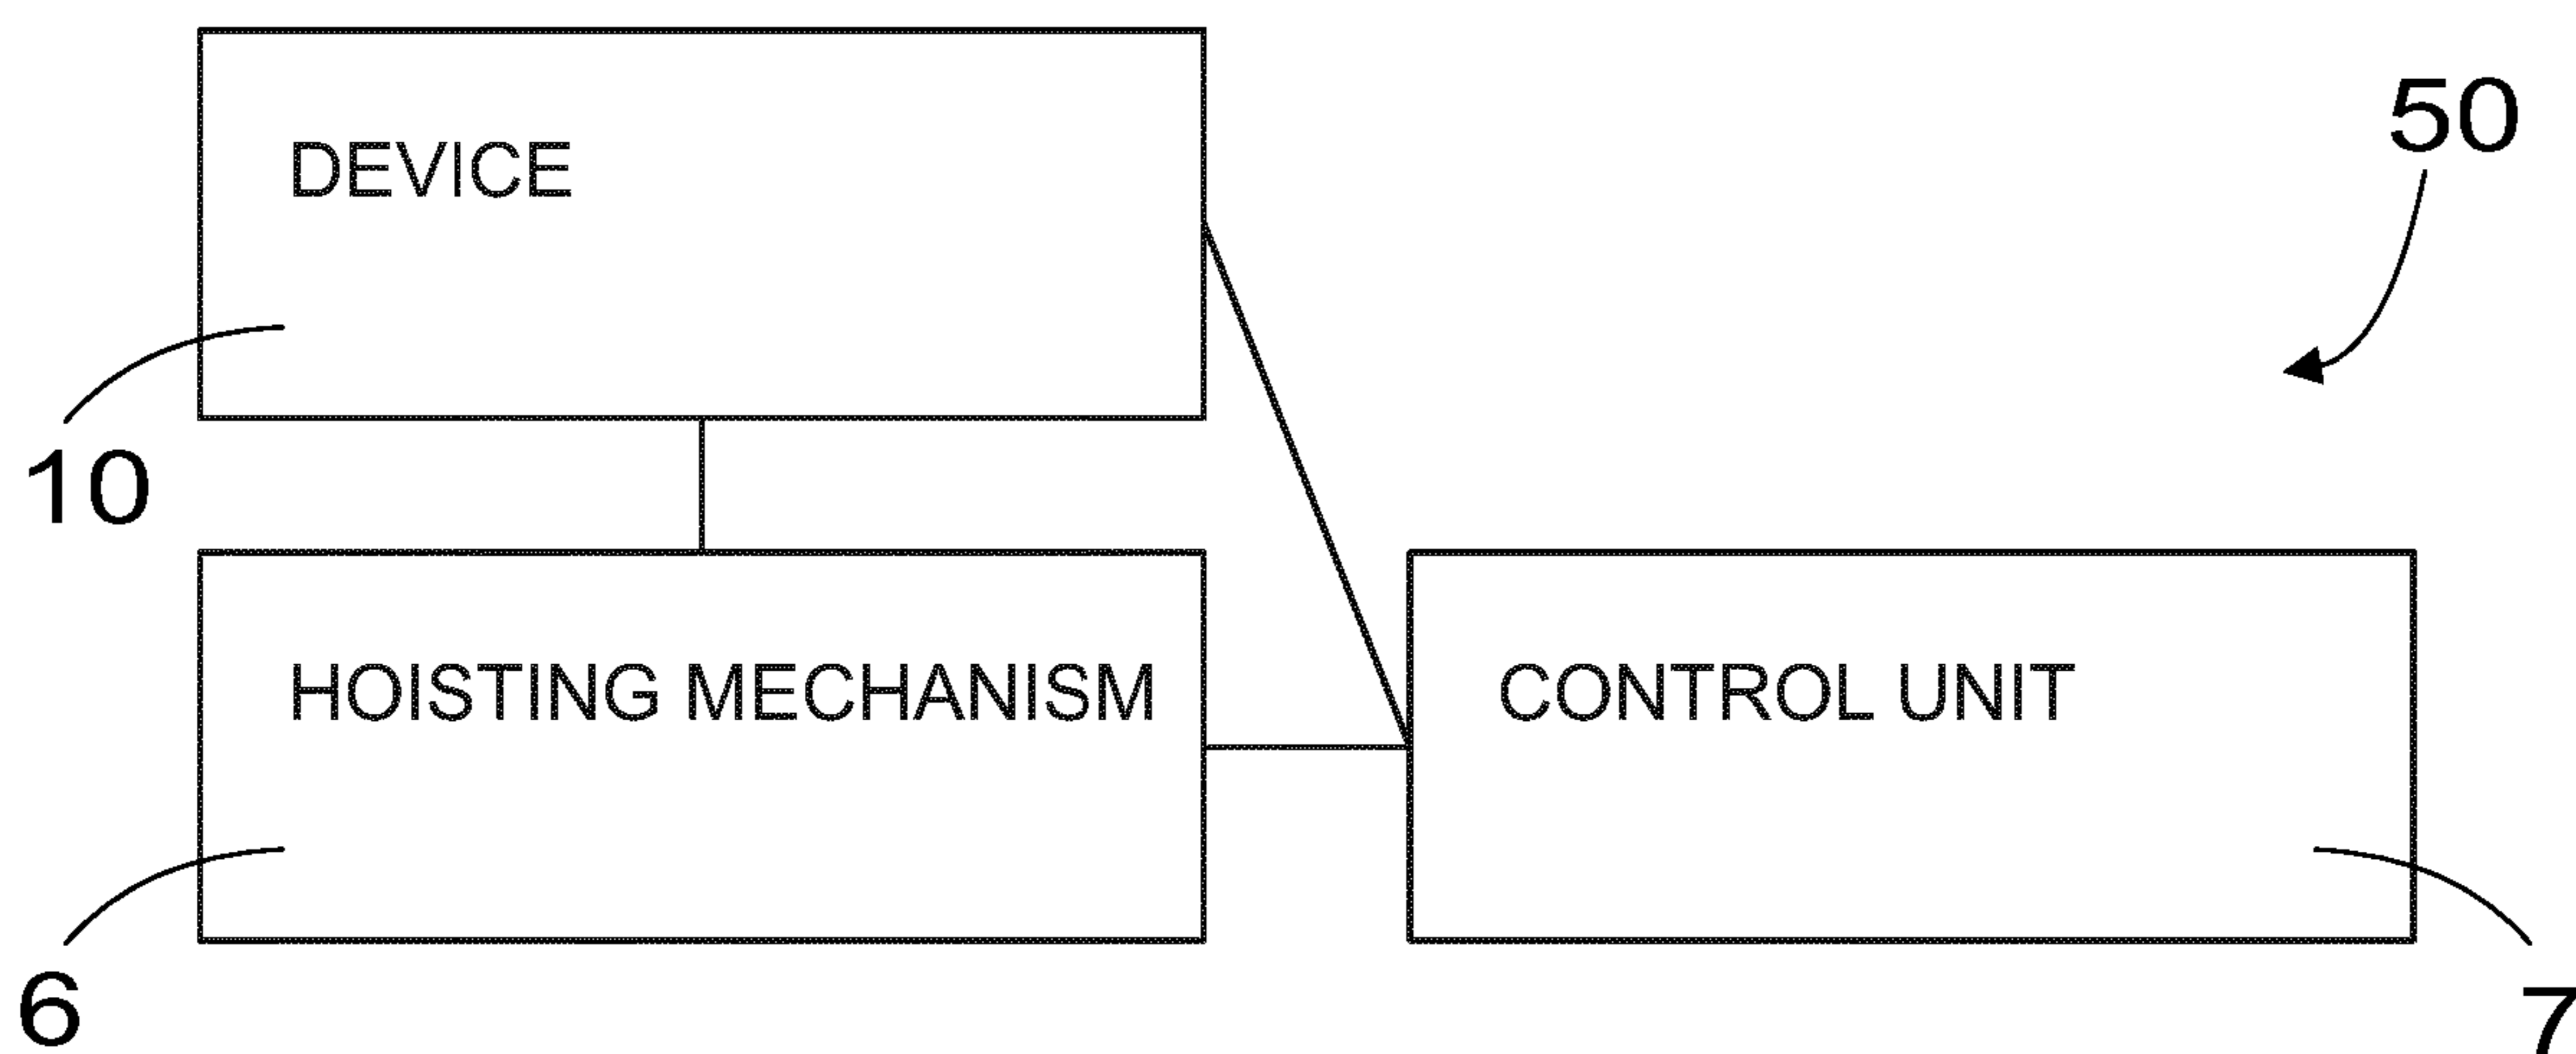 DEVICE
50
10
HOISTING MECHANISM
CONTROL UNIT
6
7